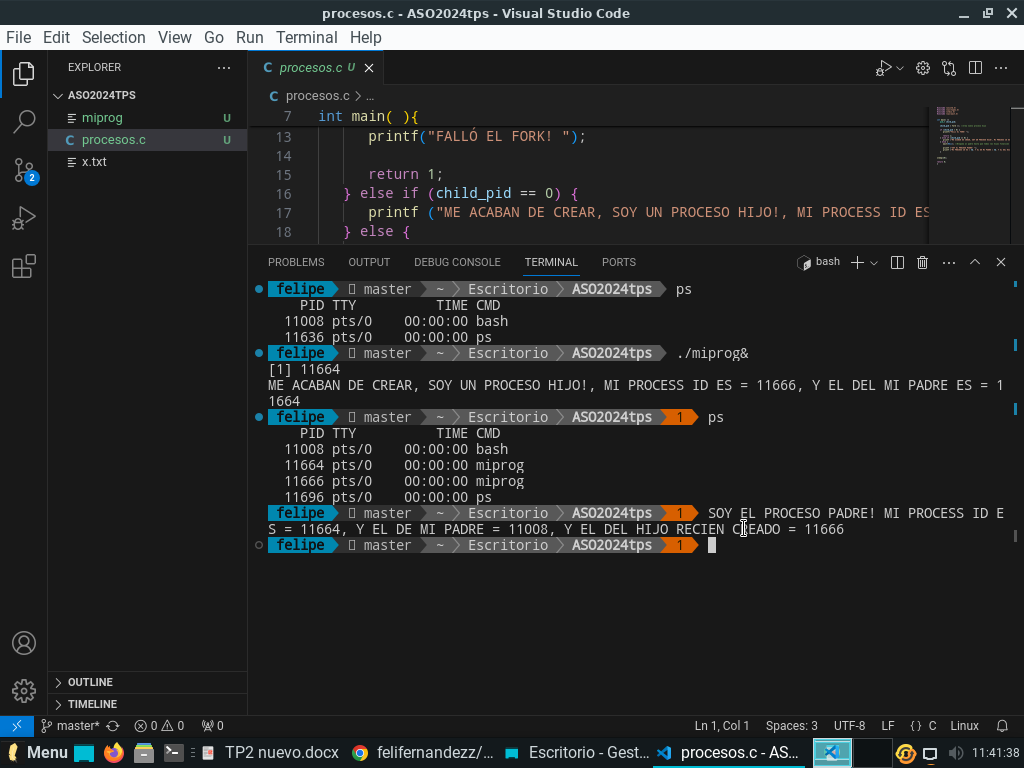 procesos.c - ASO2024tps - Visual Studio Code
File Edit Selection View Go Run Terminal Help
EXPLORER
ASO2024TPS
miprog U
procesos.c U
x.txt
OUTLINE
TIMELINE
procesos.c U
procesos.c > ...
7 int main( ){
13 printf("FALLÓ EL FORK! ");
14
15 return 1;
16 } else if (child_pid == 0) {
17 printf ("ME ACABAN DE CREAR, SOY UN PROCESO HIJO!, MI PROCESS ID ES
18 } else {
PROBLEMS OUTPUT DEBUG CONSOLE TERMINAL PORTS bash
felipe master ~ Escritorio ASO2024tps ps
PID TTY TIME CMD
11008 pts/0 00:00:00 bash
11636 pts/0 00:00:00 ps
felipe master ~ Escritorio ASO2024tps ./miprog&
[1] 11664
ME ACABAN DE CREAR, SOY UN PROCESO HIJO!, MI PROCESS ID ES = 11666, Y EL DEL MI PADRE ES = 1
1664
felipe master ~ Escritorio ASO2024tps 1 ps
PID TTY TIME CMD
11008 pts/0 00:00:00 bash
11664 pts/0 00:00:00 miprog
11666 pts/0 00:00:00 miprog
11696 pts/0 00:00:00 ps
felipe master ~ Escritorio ASO2024tps 1 SOY EL PROCESO PADRE! MI PROCESS ID E
S = 11664, Y EL DE MI PADRE = 11008, Y EL DEL HIJO RECIEN CREADO = 11666
felipe master ~ Escritorio ASO2024tps 1
2
master* 0 0 0 Ln 1, Col 1 Spaces: 3 UTF-8 LF {} C Linux
Menu TP2 nuevo.docx felifernandezz/... Escritorio - Gest... procesos.c - AS... 11:41:38